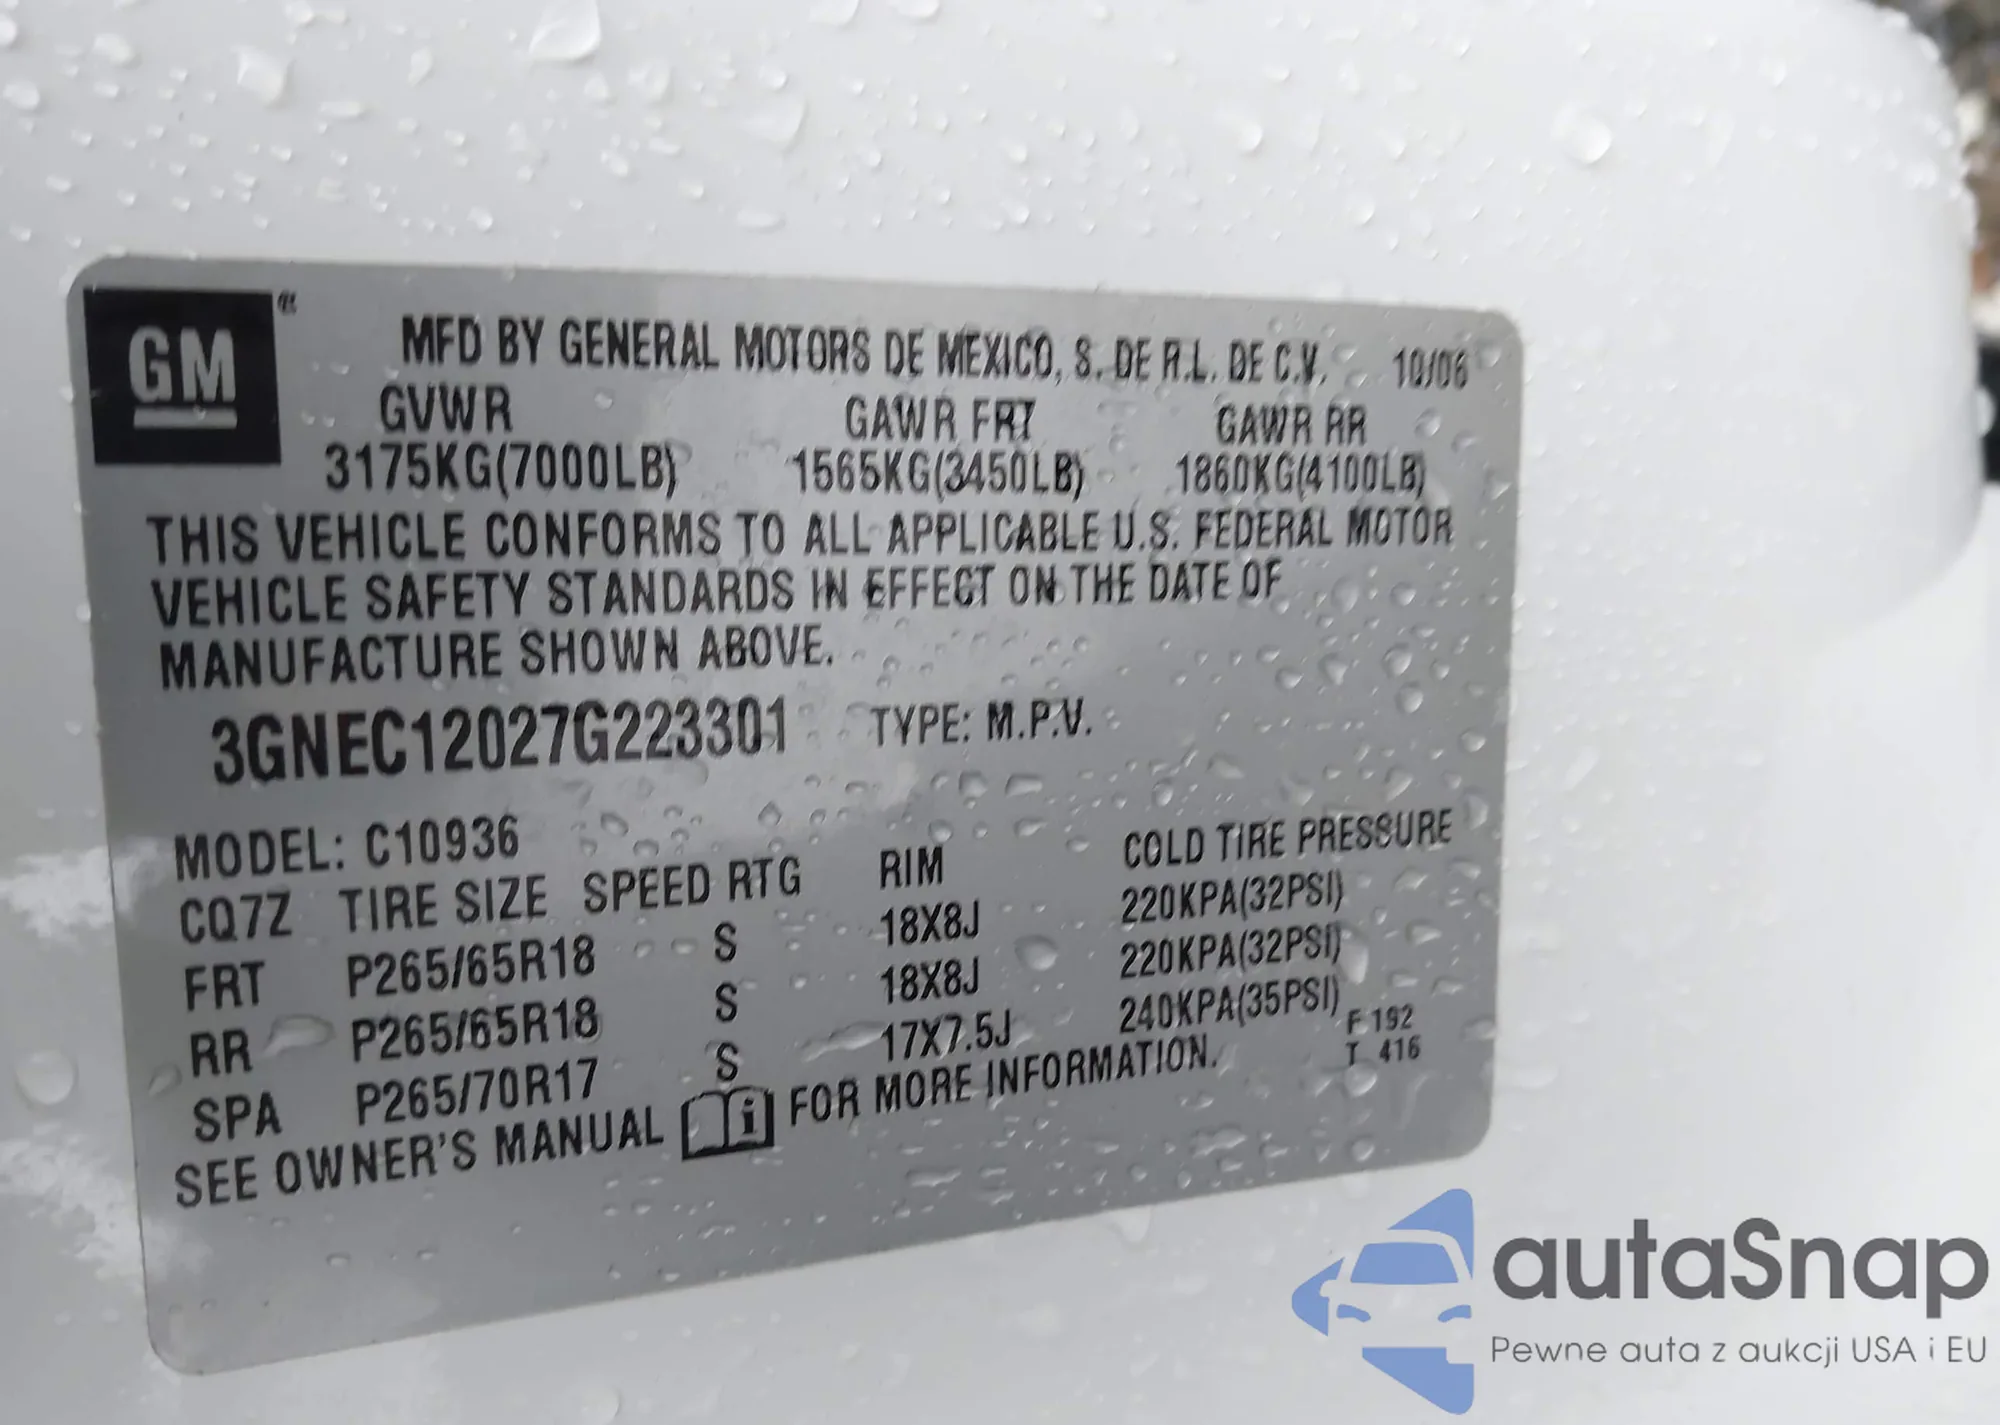 GM
MFD BY GENERAL MOTORS DE MEXICO, S. DE R.L. DE C.V. 10/06
GVWR GAWR FRT GAWR RR
3175KG(7000LB) 1565KG(3450LB) 1860KG(4100LB)
THIS VEHICLE CONFORMS TO ALL APPLICABLE U.S. FEDERAL MOTOR
VEHICLE SAFETY STANDARDS IN EFFECT ON THE DATE OF
MANUFACTURE SHOWN ABOVE.
3GNEC12027G223301 TYPE: M.P.V.
MODEL: C10936
CQ7Z TIRE SIZE SPEED RTG RIM COLD TIRE PRESSURE
FRT P265/65R18 S 18X8J 220KPA(32PSI)
RR P265/65R18 S 18X8J 220KPA(32PSI)
SPA P265/70R17 S 17X7.5J 240KPA(35PSI)
SEE OWNER'S MANUAL i FOR MORE INFORMATION.
F 192
T 416
autaSnap
Pewne auta z aukcji USA i EU